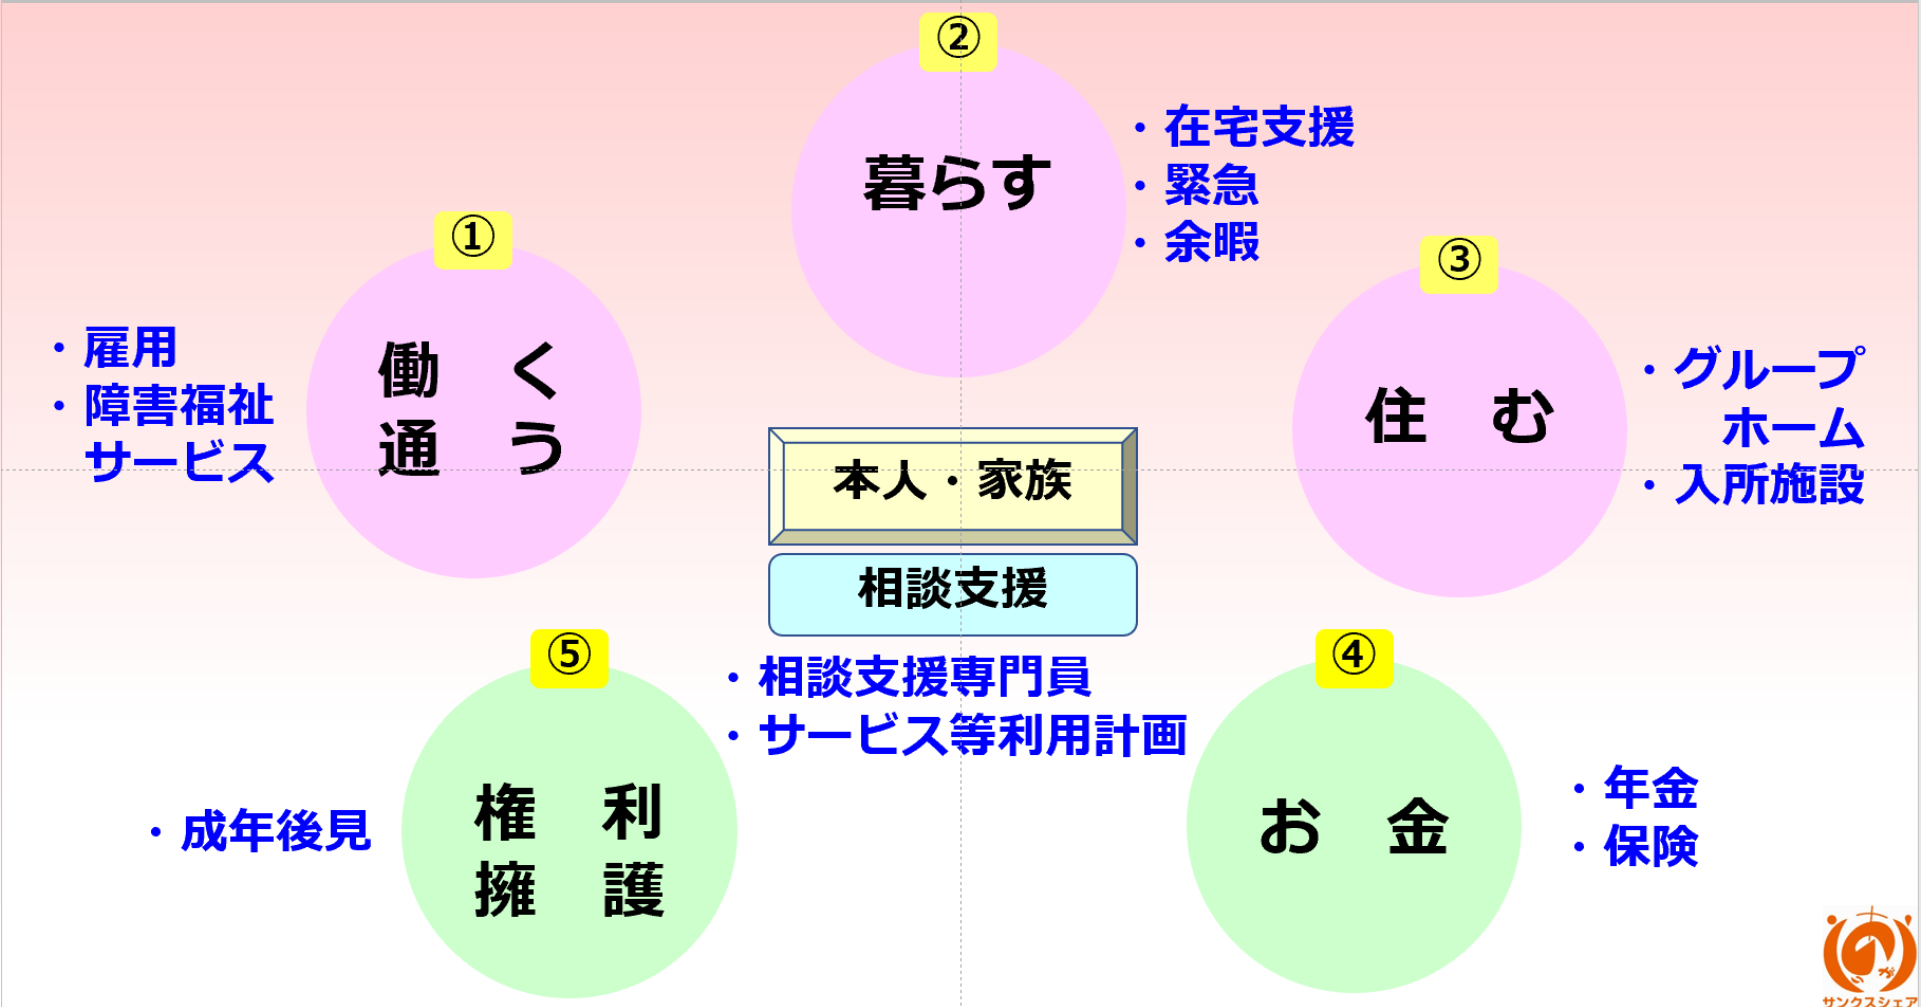 ①
働　く
通　う
・雇用
・障害福祉
サービス
②
暮らす
・在宅支援
・緊急
・余暇
③
住　む
・グループ
ホーム
・入所施設
本人・家族
相談支援
・相談支援専門員
・サービス等利用計画
④
お　金
・年金
・保険
⑤
権　利
擁　護
・成年後見
サンクスシェア